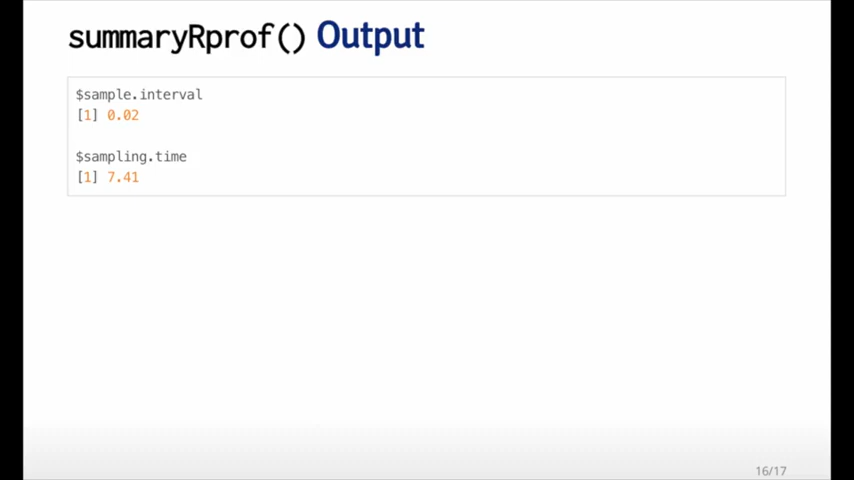 summaryRprof() Output
$sample.interval
[1] 0.02
$sampling.time
[1] 7.41
16/17